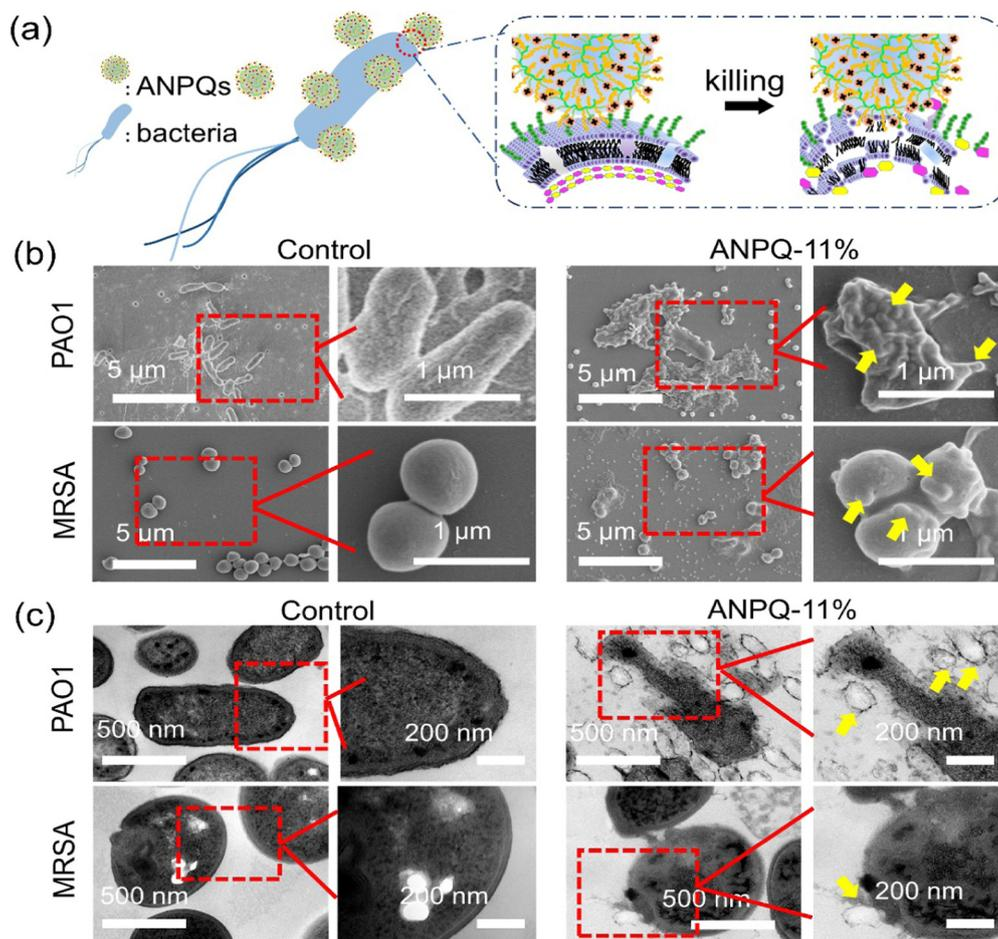 (a)
: ANPQs
: bacteria
killing
(b)
Control
ANPQ-11%
PAO1
5 μm
1 μm
5 μm
1 μm
MRSA
5 μm
1 μm
5 μm
1 μm
(c)
Control
ANPQ-11%
PAO1
500 nm
200 nm
500 nm
200 nm
MRSA
500 nm
200 nm
500 nm
200 nm